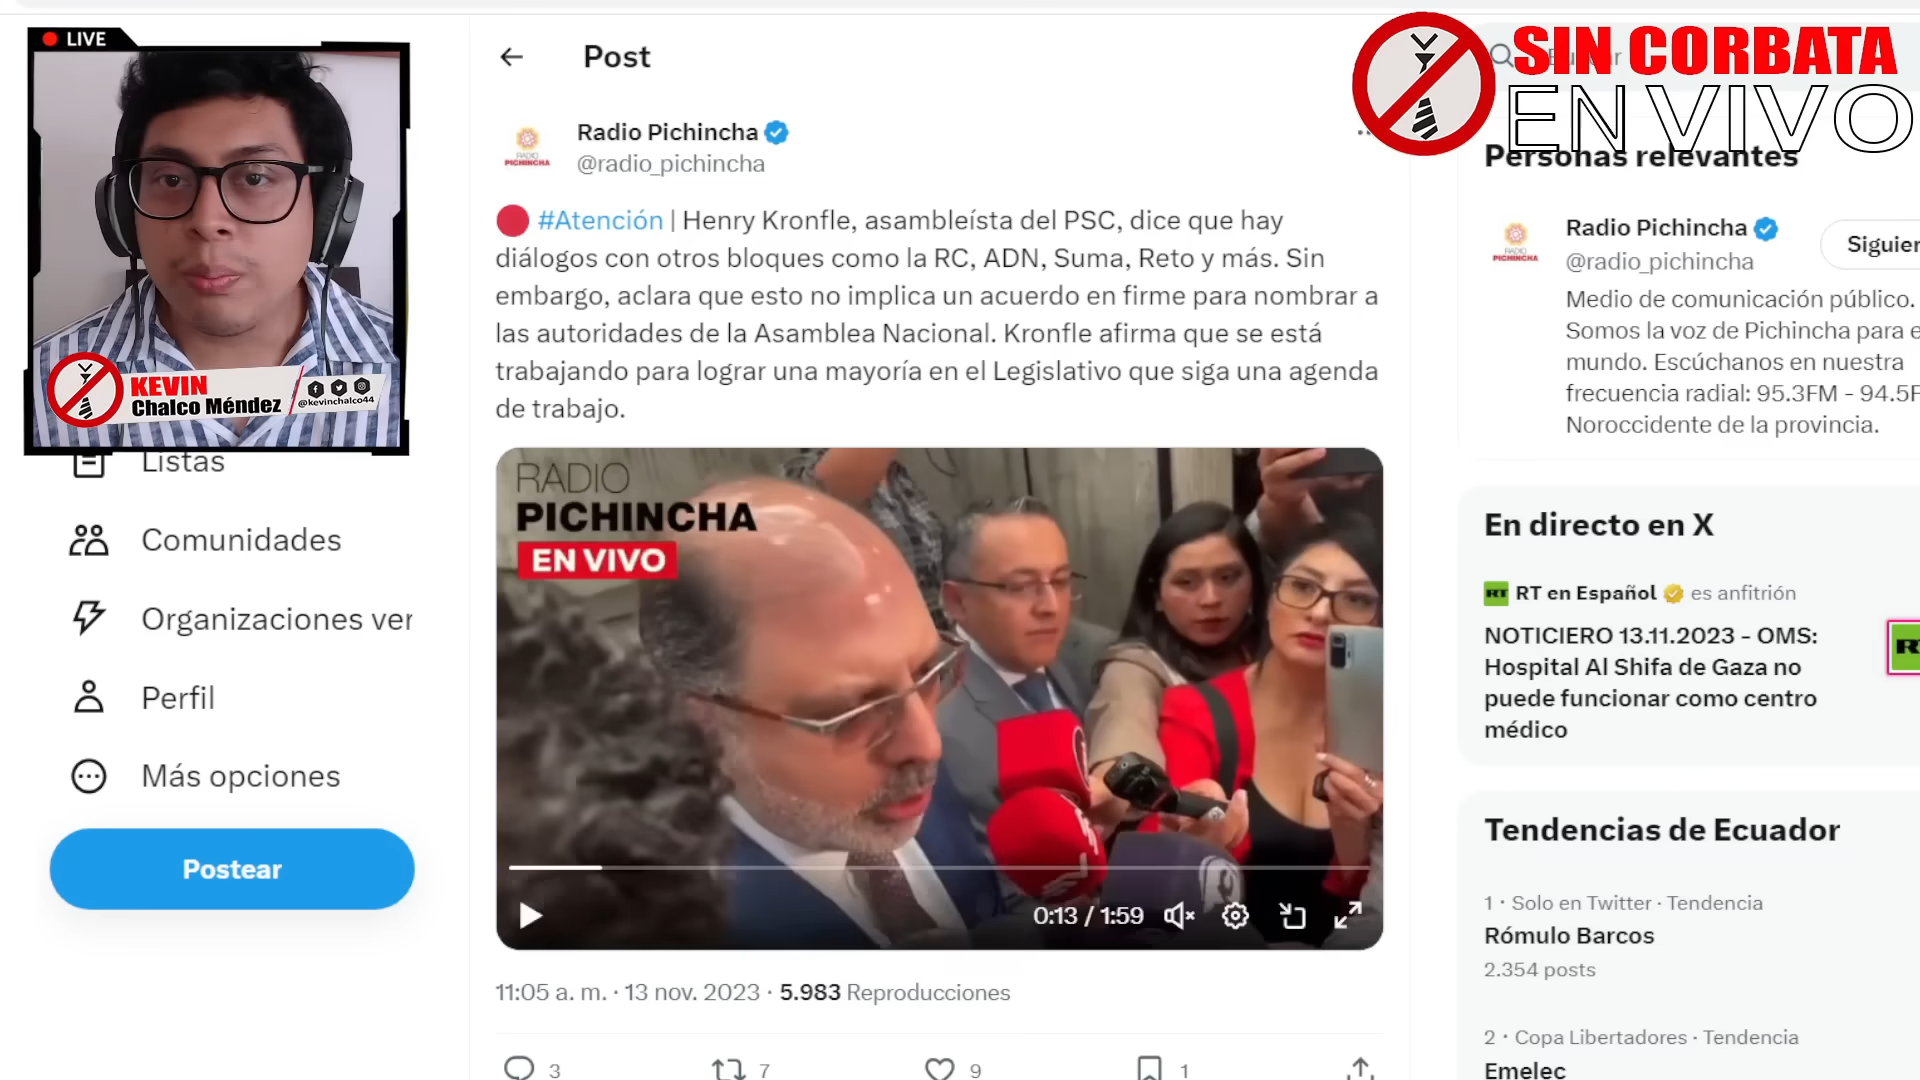 LIVE
KEVIN
Chalco Méndez
@kevinchalco44
Listas
Comunidades
Organizaciones ver
Perfil
Más opciones
Postear
Post
Radio Pichincha
@radio_pichincha
#Atención | Henry Kronfle, asambleísta del PSC, dice que hay
diálogos con otros bloques como la RC, ADN, Suma, Reto y más. Sin
embargo, aclara que esto no implica un acuerdo en firme para nombrar a
las autoridades de la Asamblea Nacional. Kronfle afirma que se está
trabajando para lograr una mayoría en el Legislativo que siga una agenda
de trabajo.
RADIO
PICHINCHA
EN VIVO
0:13 / 1:59
11:05 a. m. · 13 nov. 2023 · 5.983 Reproducciones
3
7
9
1
SIN CORBATA
EN VIVO
Personas relevantes
RADIO
PICHINCHA
Radio Pichincha
Siguien
@radio_pichincha
Medio de comunicación público.
Somos la voz de Pichincha para e
mundo. Escúchanos en nuestra
frecuencia radial: 95.3FM - 94.5F
Noroccidente de la provincia.
En directo en X
RT RT en Español es anfitrión
NOTICIERO 13.11.2023 - OMS:
Hospital Al Shifa de Gaza no
puede funcionar como centro
médico
Tendencias de Ecuador
1 · Solo en Twitter · Tendencia
Rómulo Barcos
2.354 posts
2 · Copa Libertadores · Tendencia
Emelec